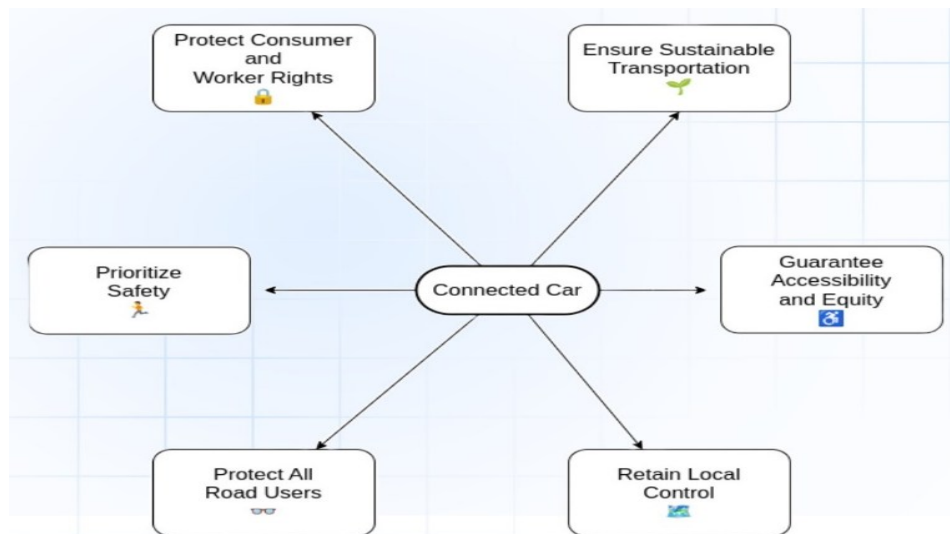 Protect Consumer
and
Worker Rights
Ensure Sustainable
Transportation
Prioritize
Safety
Connected Car
Guarantee
Accessibility
and Equity
Protect All
Road Users
Retain Local
Control